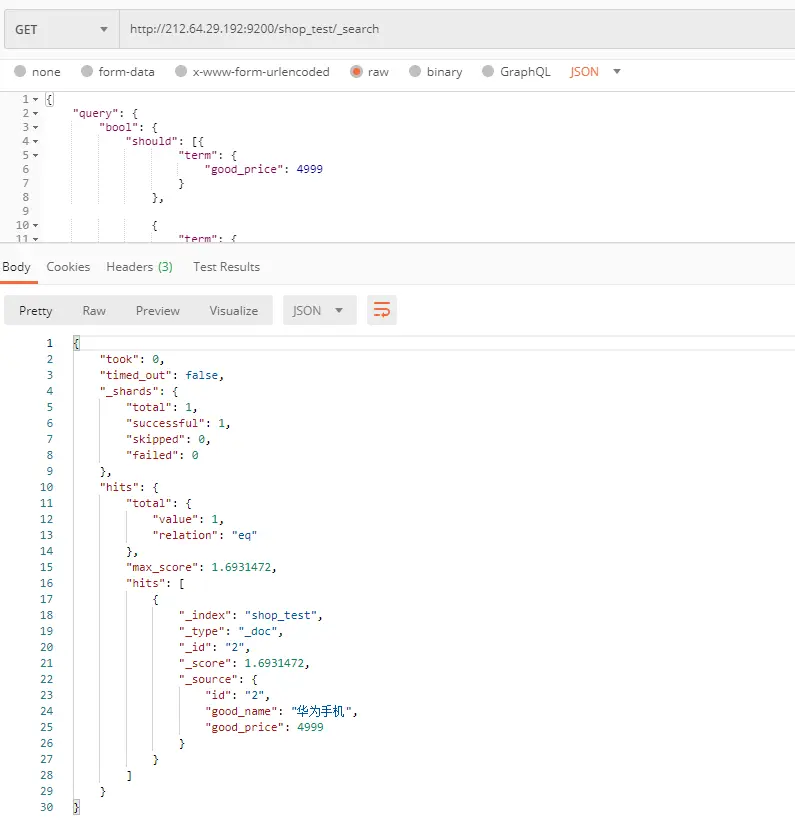 GET http://212.64.29.192:9200/shop_test/_search
none form-data x-www-form-urlencoded raw binary GraphQL JSON
1 {
2 "query": {
3 "bool": {
4 "should": [{
5 "term": {
6 "good_price": 4999
7 }
8 },
9
10 {
11 "term": {
Body Cookies Headers (3) Test Results
Pretty Raw Preview Visualize JSON
1 {
2 "took": 0,
3 "timed_out": false,
4 "_shards": {
5 "total": 1,
6 "successful": 1,
7 "skipped": 0,
8 "failed": 0
9 },
10 "hits": {
11 "total": {
12 "value": 1,
13 "relation": "eq"
14 },
15 "max_score": 1.6931472,
16 "hits": [
17 {
18 "_index": "shop_test",
19 "_type": "_doc",
20 "_id": "2",
21 "_score": 1.6931472,
22 "_source": {
23 "id": "2",
24 "good_name": "华为手机",
25 "good_price": 4999
26 }
27 }
28 ]
29 }
30 }